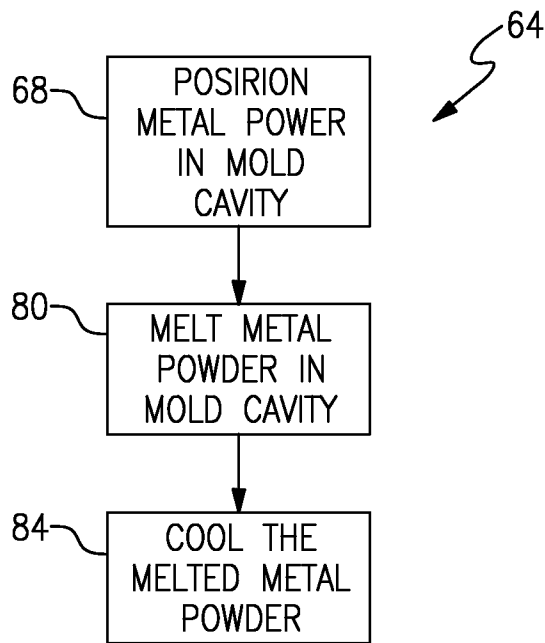 64
68
POSIRION
METAL POWER
IN MOLD
CAVITY
80
MELT METAL
POWDER IN
MOLD CAVITY
84
COOL THE
MELTED METAL
POWDER